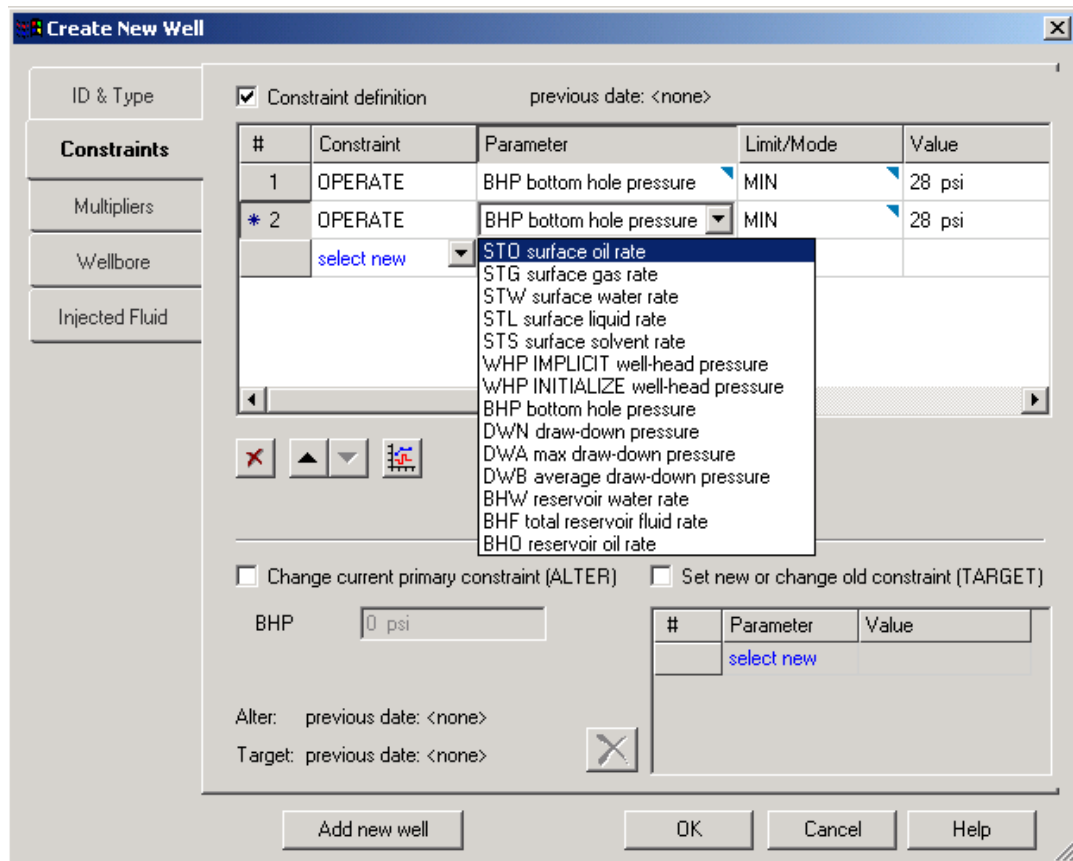 Create New Well
ID & Type
Constraints
Multipliers
Wellbore
Injected Fluid
Constraint definition previous date: <none>
# Constraint Parameter Limit/Mode Value
1 OPERATE BHP bottom hole pressure MIN 28 psi
* 2 OPERATE BHP bottom hole pressure MIN 28 psi
select new
STO surface oil rate
STG surface gas rate
STW surface water rate
STL surface liquid rate
STS surface solvent rate
WHP IMPLICIT well-head pressure
WHP INITIALIZE well-head pressure
BHP bottom hole pressure
DWN draw-down pressure
DWA max draw-down pressure
DWB average draw-down pressure
BHW reservoir water rate
BHF total reservoir fluid rate
BHO reservoir oil rate
Change current primary constraint (ALTER) Set new or change old constraint (TARGET)
BHP 0 psi
# Parameter Value
select new
Alter: previous date: <none>
Target: previous date: <none>
Add new well OK Cancel Help